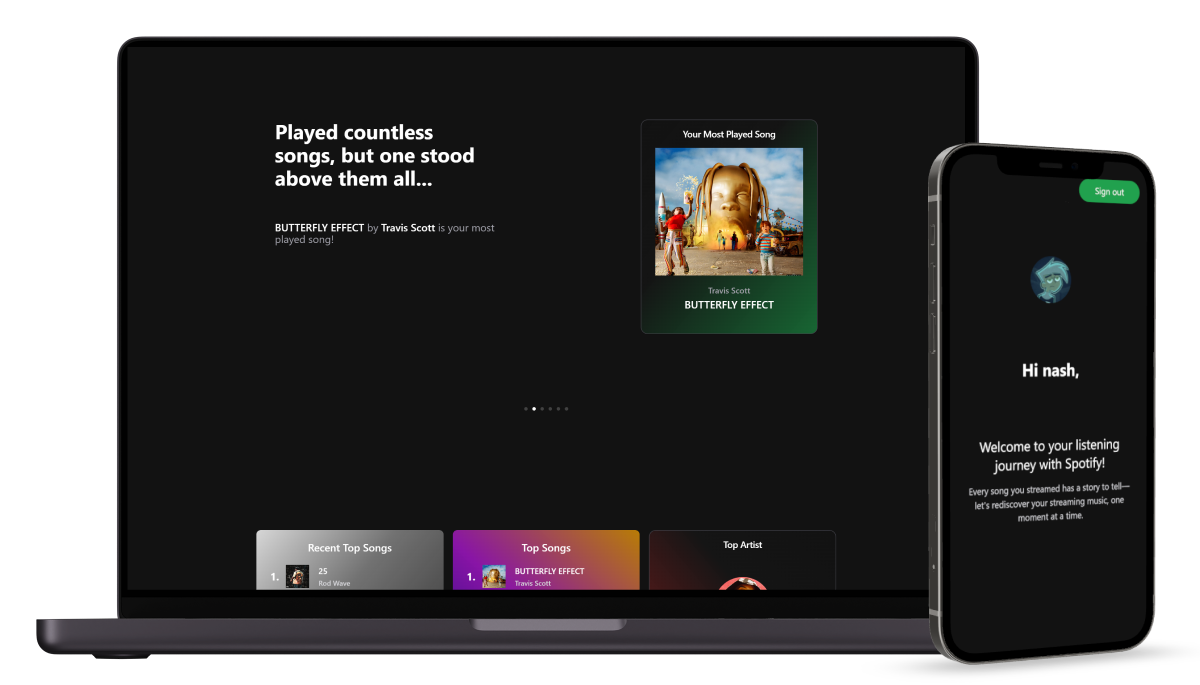 Played countless
songs, but one stood
above them all...
BUTTERFLY EFFECT by Travis Scott is your most
played song!
Your Most Played Song
Travis Scott
BUTTERFLY EFFECT
Recent Top Songs
1.
25
Rod Wave
Top Songs
1.
BUTTERFLY EFFECT
Travis Scott
Top Artist
Sign out
Hi nash,
Welcome to your listening
journey with Spotify!
Every song you streamed has a story to tell—
let's rediscover your streaming music, one
moment at a time.